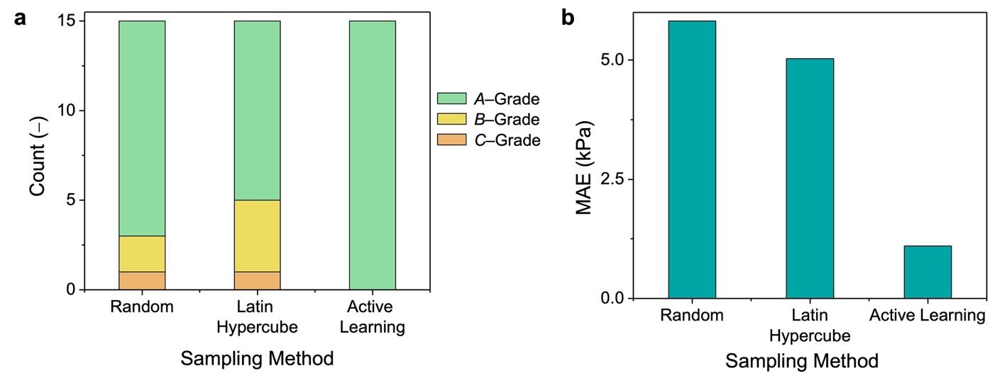 a
15
10
5
0
Count (–)
Random
Latin
Hypercube
Active
Learning
Sampling Method
A–Grade
B–Grade
C–Grade
b
5.0
2.5
0.0
MAE (kPa)
Random
Latin
Hypercube
Active Learning
Sampling Method